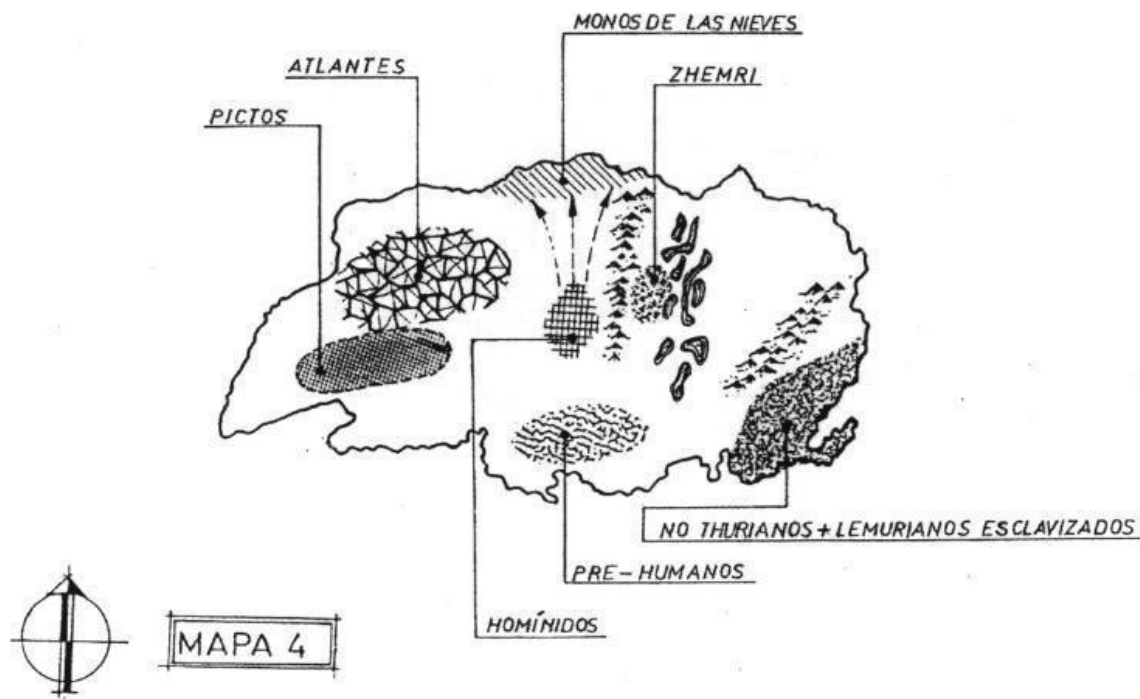 MONOS DE LAS NIEVES
ATLANTES
ZHEMRI
PICTOS
NO THURIANOS + LEMURIANOS ESCLAVIZADOS
PRE-HUMANOS
HOMÍNIDOS
MAPA 4